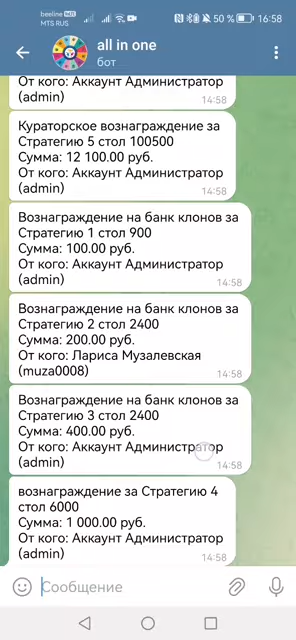 beeline
MTS RUS
50 %
16:58
all in one
бот
От кого: Аккаунт Администратор
(admin)
14:58
Кураторское вознаграждение за
Стратегию 5 стол 100500
Сумма: 12 100.00 руб.
От кого: Аккаунт Администратор
(admin)
14:58
Вознаграждение на банк клонов за
Стратегию 1 стол 900
Сумма: 100.00 руб.
От кого: Аккаунт Администратор
(admin)
14:58
Вознаграждение на банк клонов за
Стратегию 2 стол 2400
Сумма: 200.00 руб.
От кого: Лариса Музалевская
(muza0008)
14:58
Вознаграждение на банк клонов за
Стратегию 3 стол 2400
Сумма: 400.00 руб.
От кого: Аккаунт Администратор
(admin)
14:58
вознаграждение за Стратегию 4
стол 6000
Сумма: 1 000.00 руб.
От кого: Аккаунт Администратор
(admin)
14:58
Сообщение